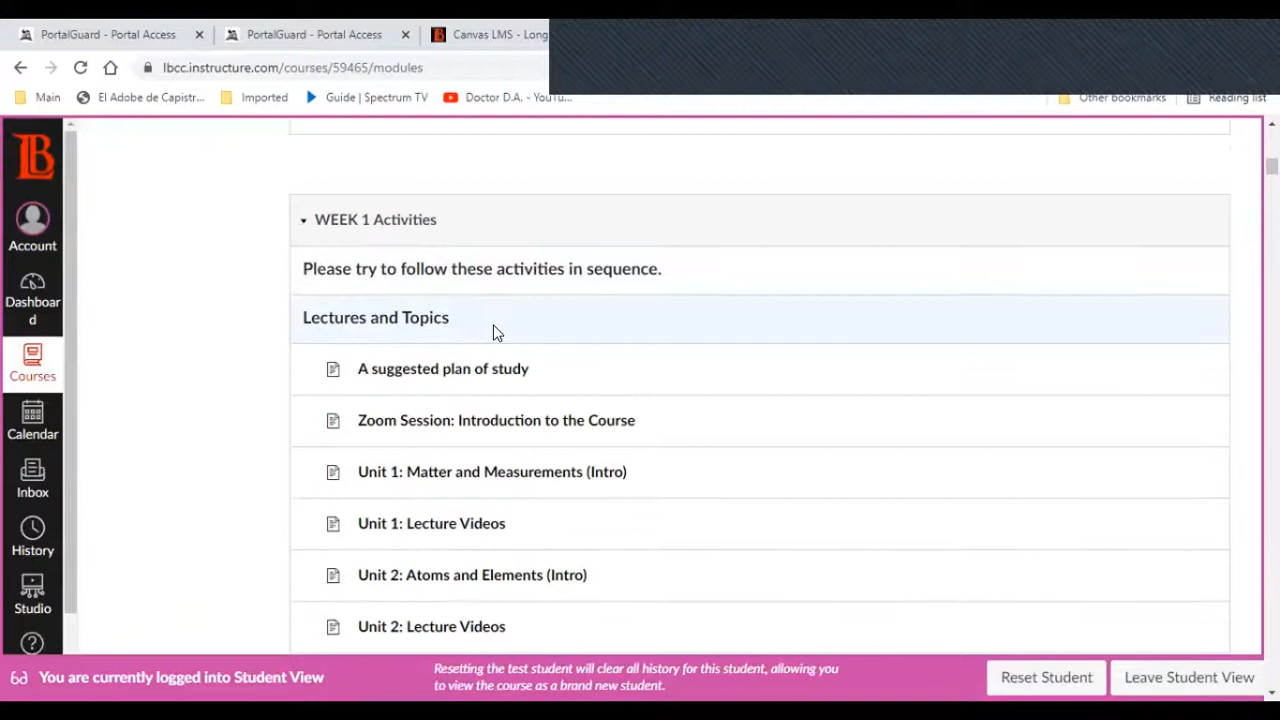 PortalGuard - Portal Access
PortalGuard - Portal Access
Canvas LMS - Long
lbcc.instructure.com/courses/59465/modules
Main
El Adobe de Capistr...
Imported
Guide | Spectrum TV
Doctor D.A. - YouTu...
Other bookmarks
Reading list
LB
Account
Dashboar
d
Courses
Calendar
Inbox
History
Studio
WEEK 1 Activities
Please try to follow these activities in sequence.
Lectures and Topics
A suggested plan of study
Zoom Session: Introduction to the Course
Unit 1: Matter and Measurements (Intro)
Unit 1: Lecture Videos
Unit 2: Atoms and Elements (Intro)
Unit 2: Lecture Videos
You are currently logged into Student View
Resetting the test student will clear all history for this student, allowing you
to view the course as a brand new student.
Reset Student
Leave Student View